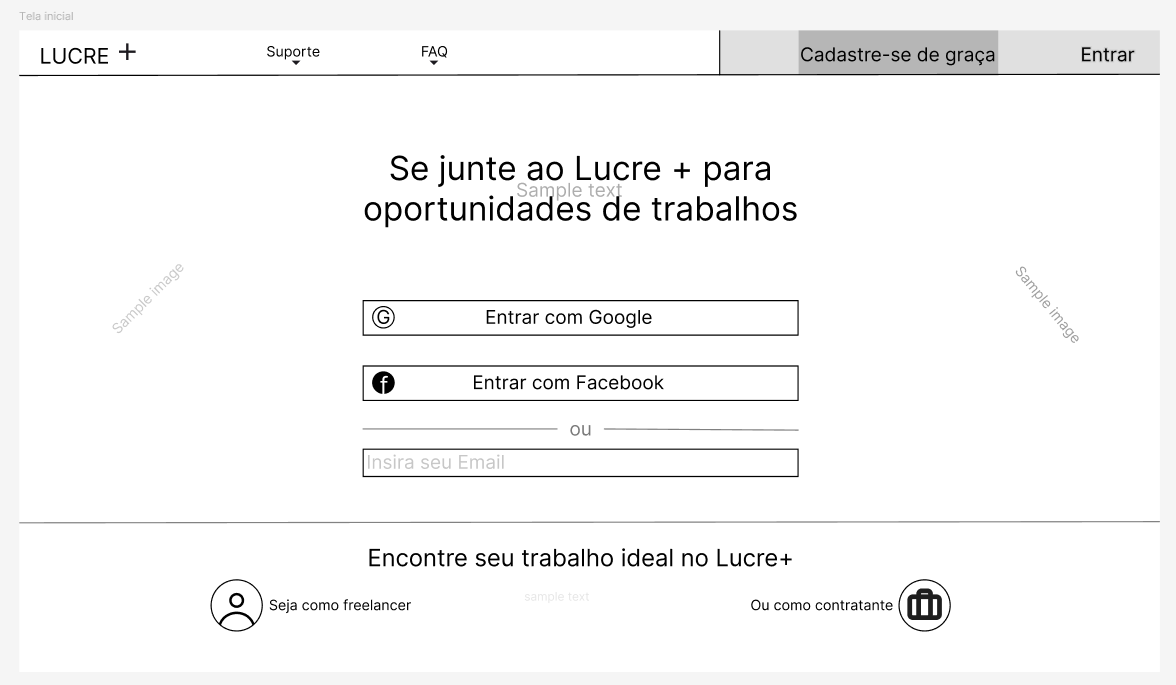 Tela inicial
LUCRE +
Suporte
FAQ
Cadastre-se de graça
Entrar
Se junte ao Lucre + para
Sample text
oportunidades de trabalhos
Sample image
Sample image
G Entrar com Google
f Entrar com Facebook
ou
Insira seu Email
Encontre seu trabalho ideal no Lucre+
Seja como freelancer
sample text
Ou como contratante